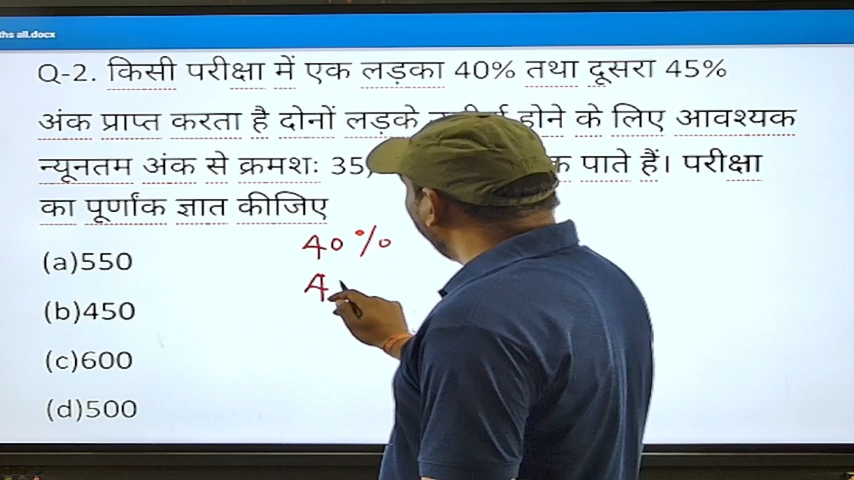 ths all.docx
Q-2. किसी परीक्षा में एक लड़का 40% तथा दूसरा 45%
अंक प्राप्त करता है दोनों लड़के होने के लिए आवश्यक
न्यूनतम अंक से क्रमशः 35, पाते हैं। परीक्षा
का पूर्णांक ज्ञात कीजिए
(a)550
(b)450
(c)600
(d)500
40%
4